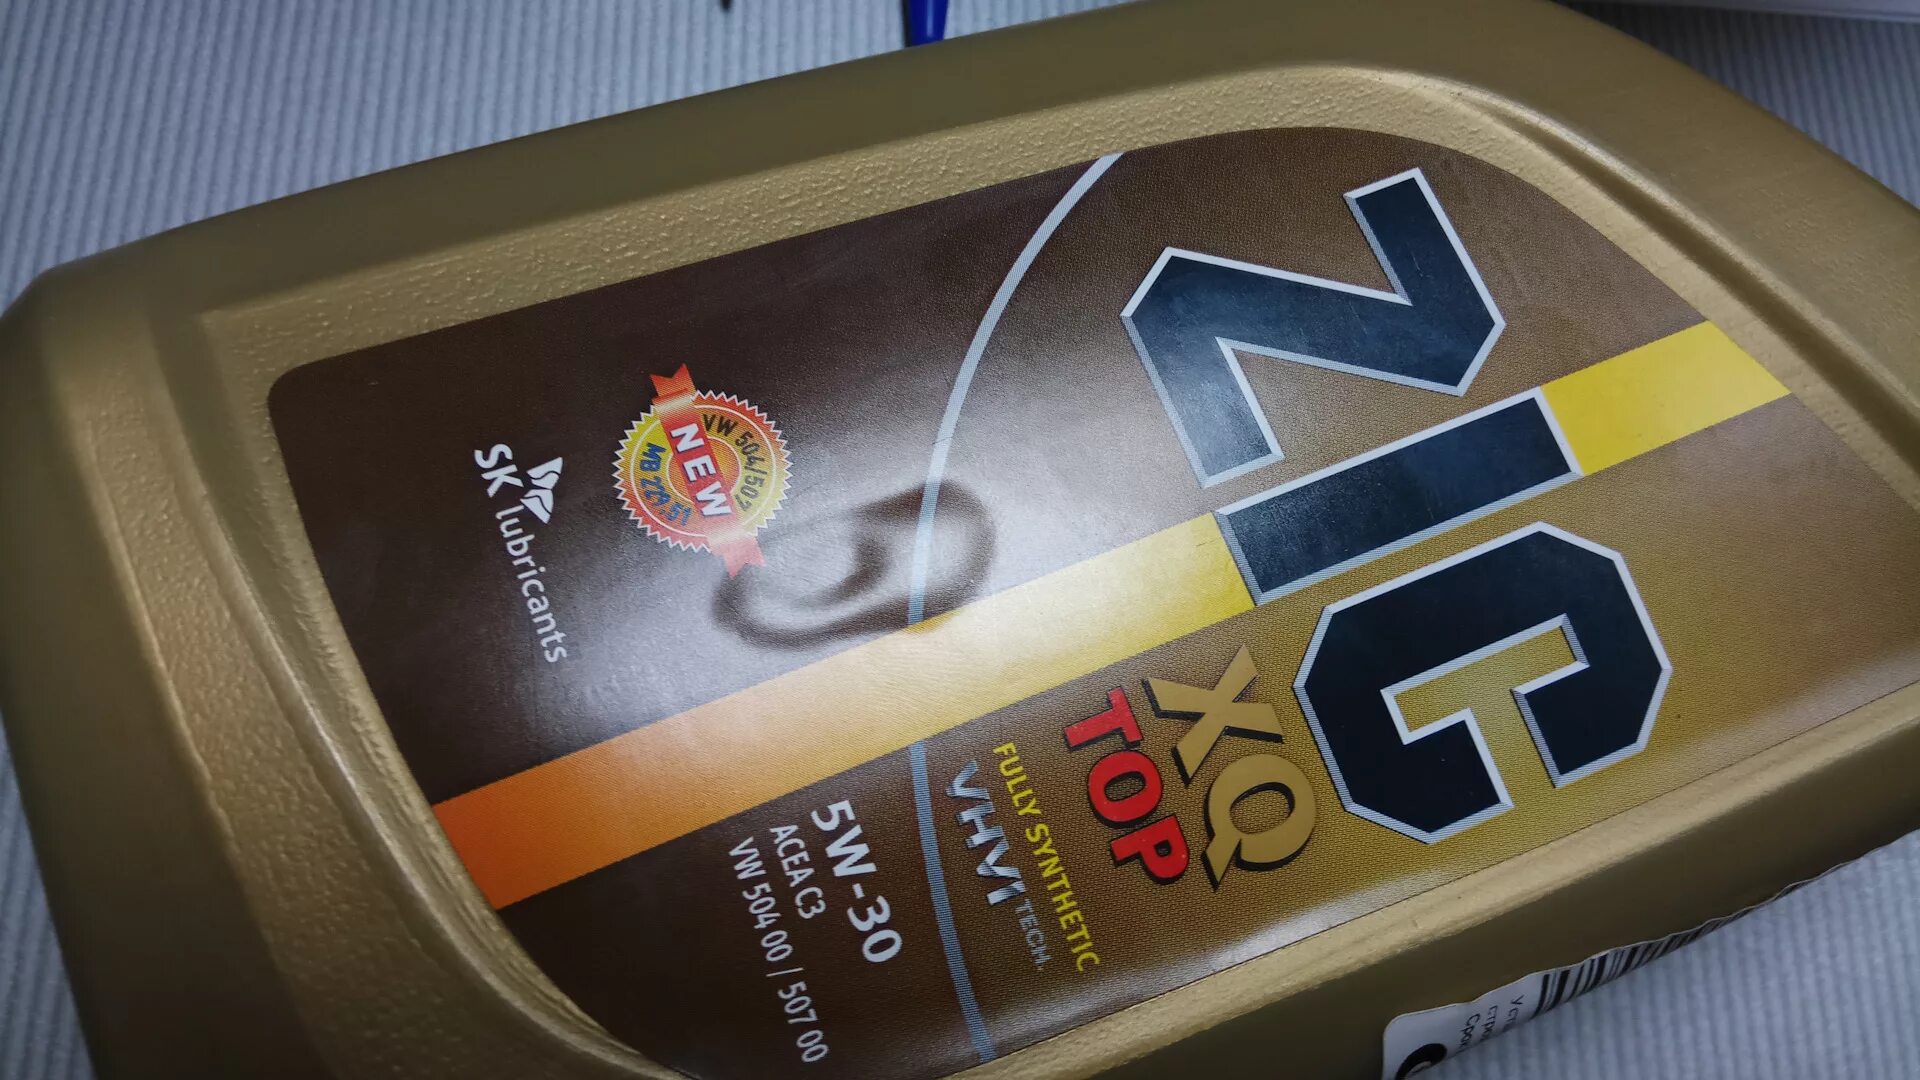 ZIC
XQ
TOP
FULLY SYNTHETIC
VHVI TECH.
5W-30
ACEA C3
VW 504 00 / 507 00
VW 504/507
NEW
MB 229.51
SK lubricants